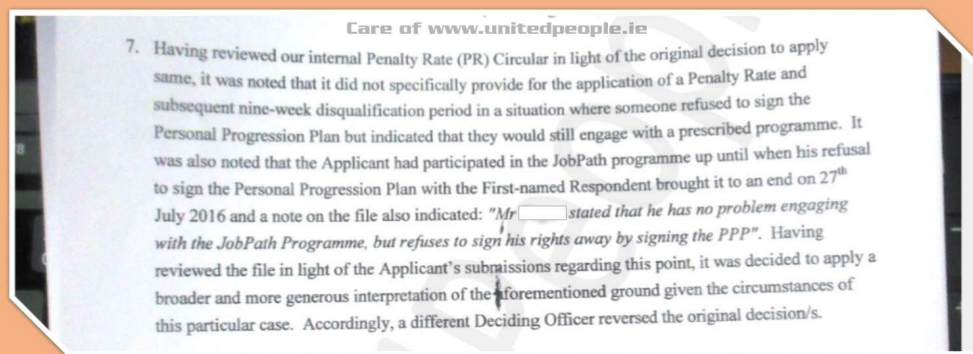 Care of www.unitedpeople.ie
7. Having reviewed our internal Penalty Rate (PR) Circular in light of the original decision to apply
same, it was noted that it did not specifically provide for the application of a Penalty Rate and
subsequent nine-week disqualification period in a situation where someone refused to sign the
Personal Progression Plan but indicated that they would still engage with a prescribed programme. It
was also noted that the Applicant had participated in the JobPath programme up until when his refusal
to sign the Personal Progression Plan with the First-named Respondent brought it to an end on 27th
July 2016 and a note on the file also indicated: "Mr stated that he has no problem engaging
with the JobPath Programme, but refuses to sign his rights away by signing the PPP". Having
reviewed the file in light of the Applicant's submissions regarding this point, it was decided to apply a
broader and more generous interpretation of the aforementioned ground given the circumstances of
this particular case. Accordingly, a different Deciding Officer reversed the original decision/s.